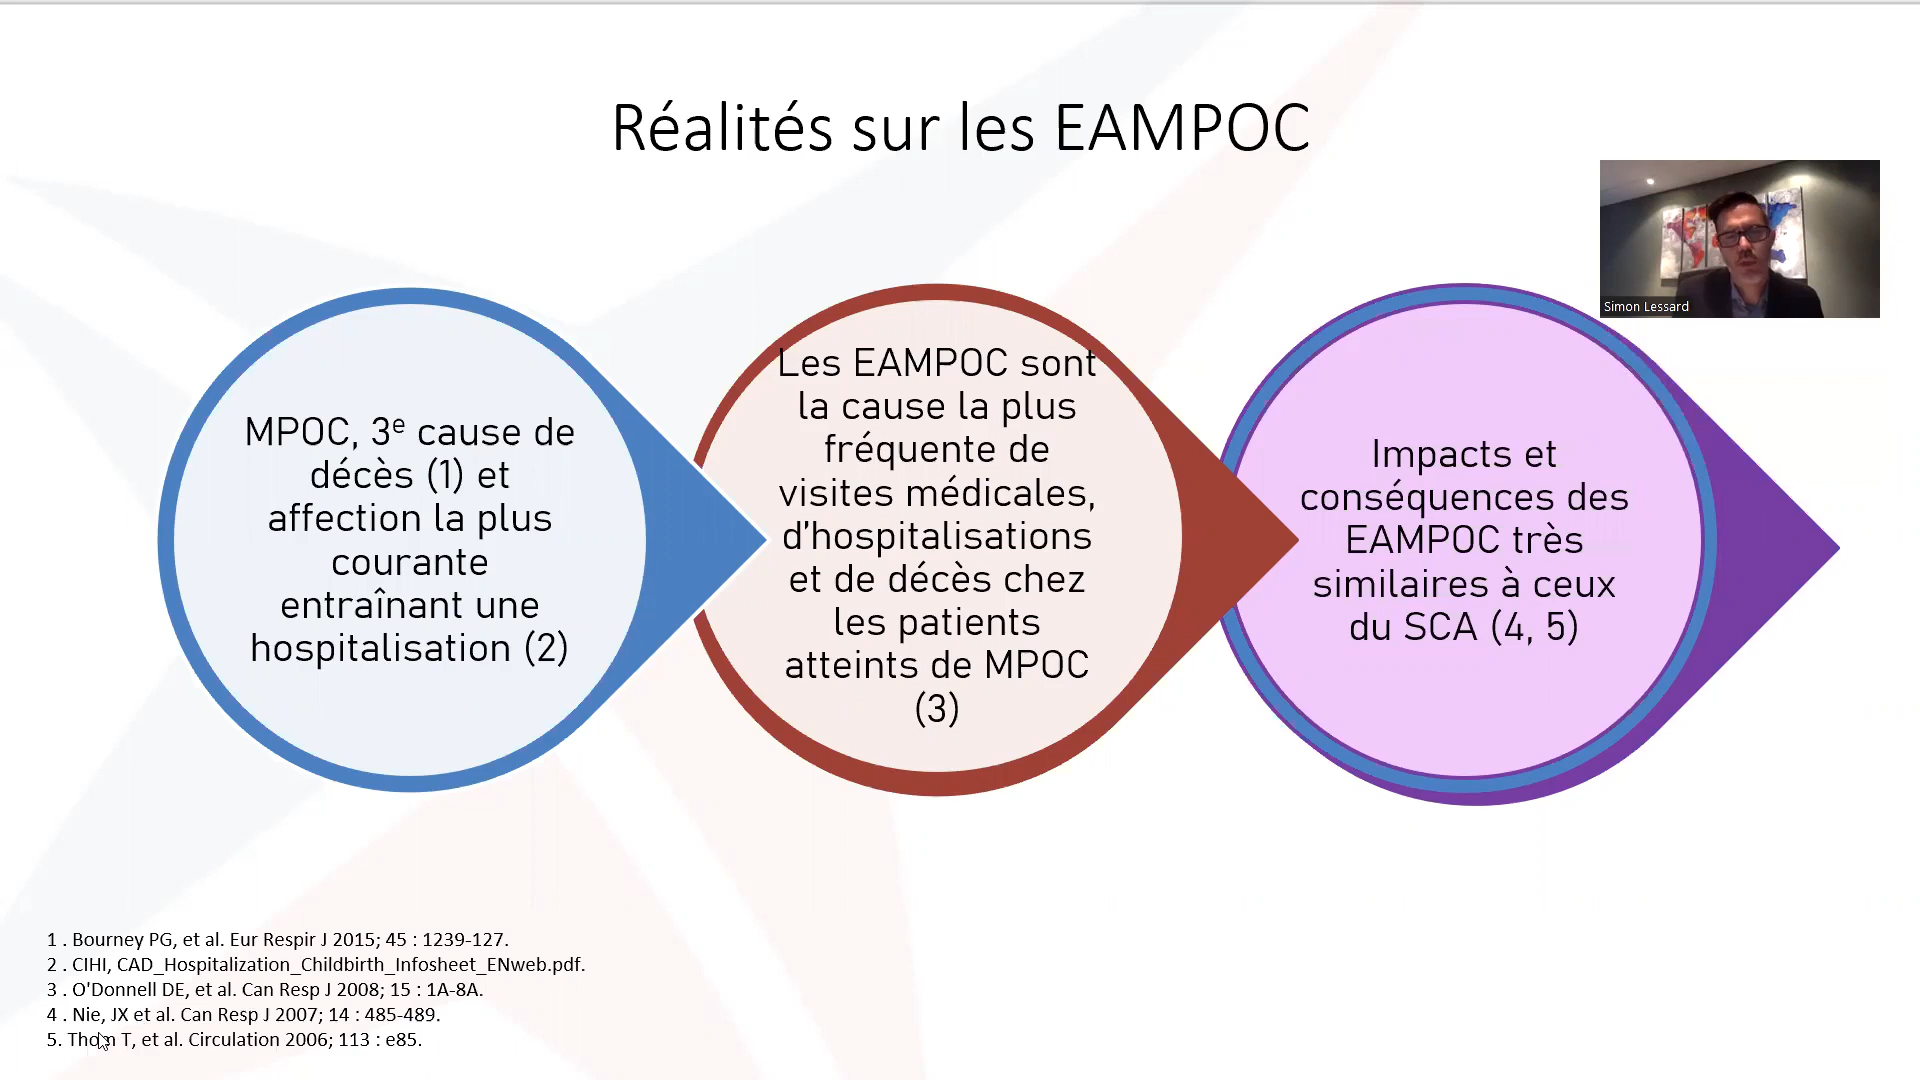 Réalités sur les EAMPOC
Simon Lessard
MPOC, 3e cause de
décès (1) et
affection la plus
courante
entraînant une
hospitalisation (2)
Les EAMPOC sont
la cause la plus
fréquente de
visites médicales,
d'hospitalisations
et de décès chez
les patients
atteints de MPOC
(3)
Impacts et
conséquences des
EAMPOC très
similaires à ceux
du SCA (4, 5)
1 . Bourney PG, et al. Eur Respir J 2015; 45 : 1239-127.
2 . CIHI, CAD_Hospitalization_Childbirth_Infosheet_ENweb.pdf.
3 . O'Donnell DE, et al. Can Resp J 2008; 15 : 1A-8A.
4 . Nie, JX et al. Can Resp J 2007; 14 : 485-489.
5. Thom T, et al. Circulation 2006; 113 : e85.